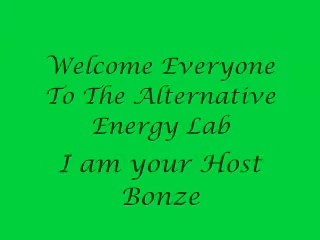 Welcome Everyone
To The Alternative
Energy Lab
I am your Host
Bonze